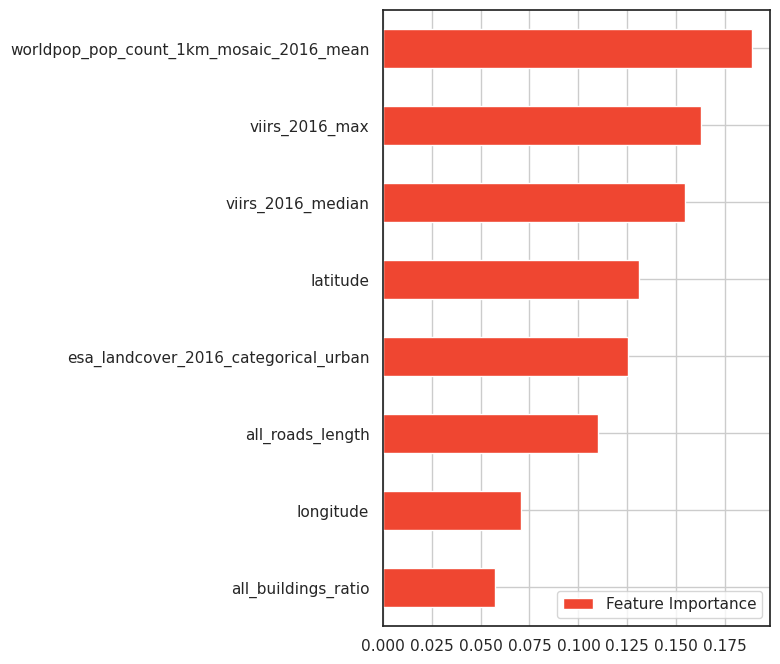 worldpop_pop_count_1km_mosaic_2016_mean
viirs_2016_max
viirs_2016_median
latitude
esa_landcover_2016_categorical_urban
all_roads_length
longitude
all_buildings_ratio
Feature Importance
0.000 0.025 0.050 0.075 0.100 0.125 0.150 0.175